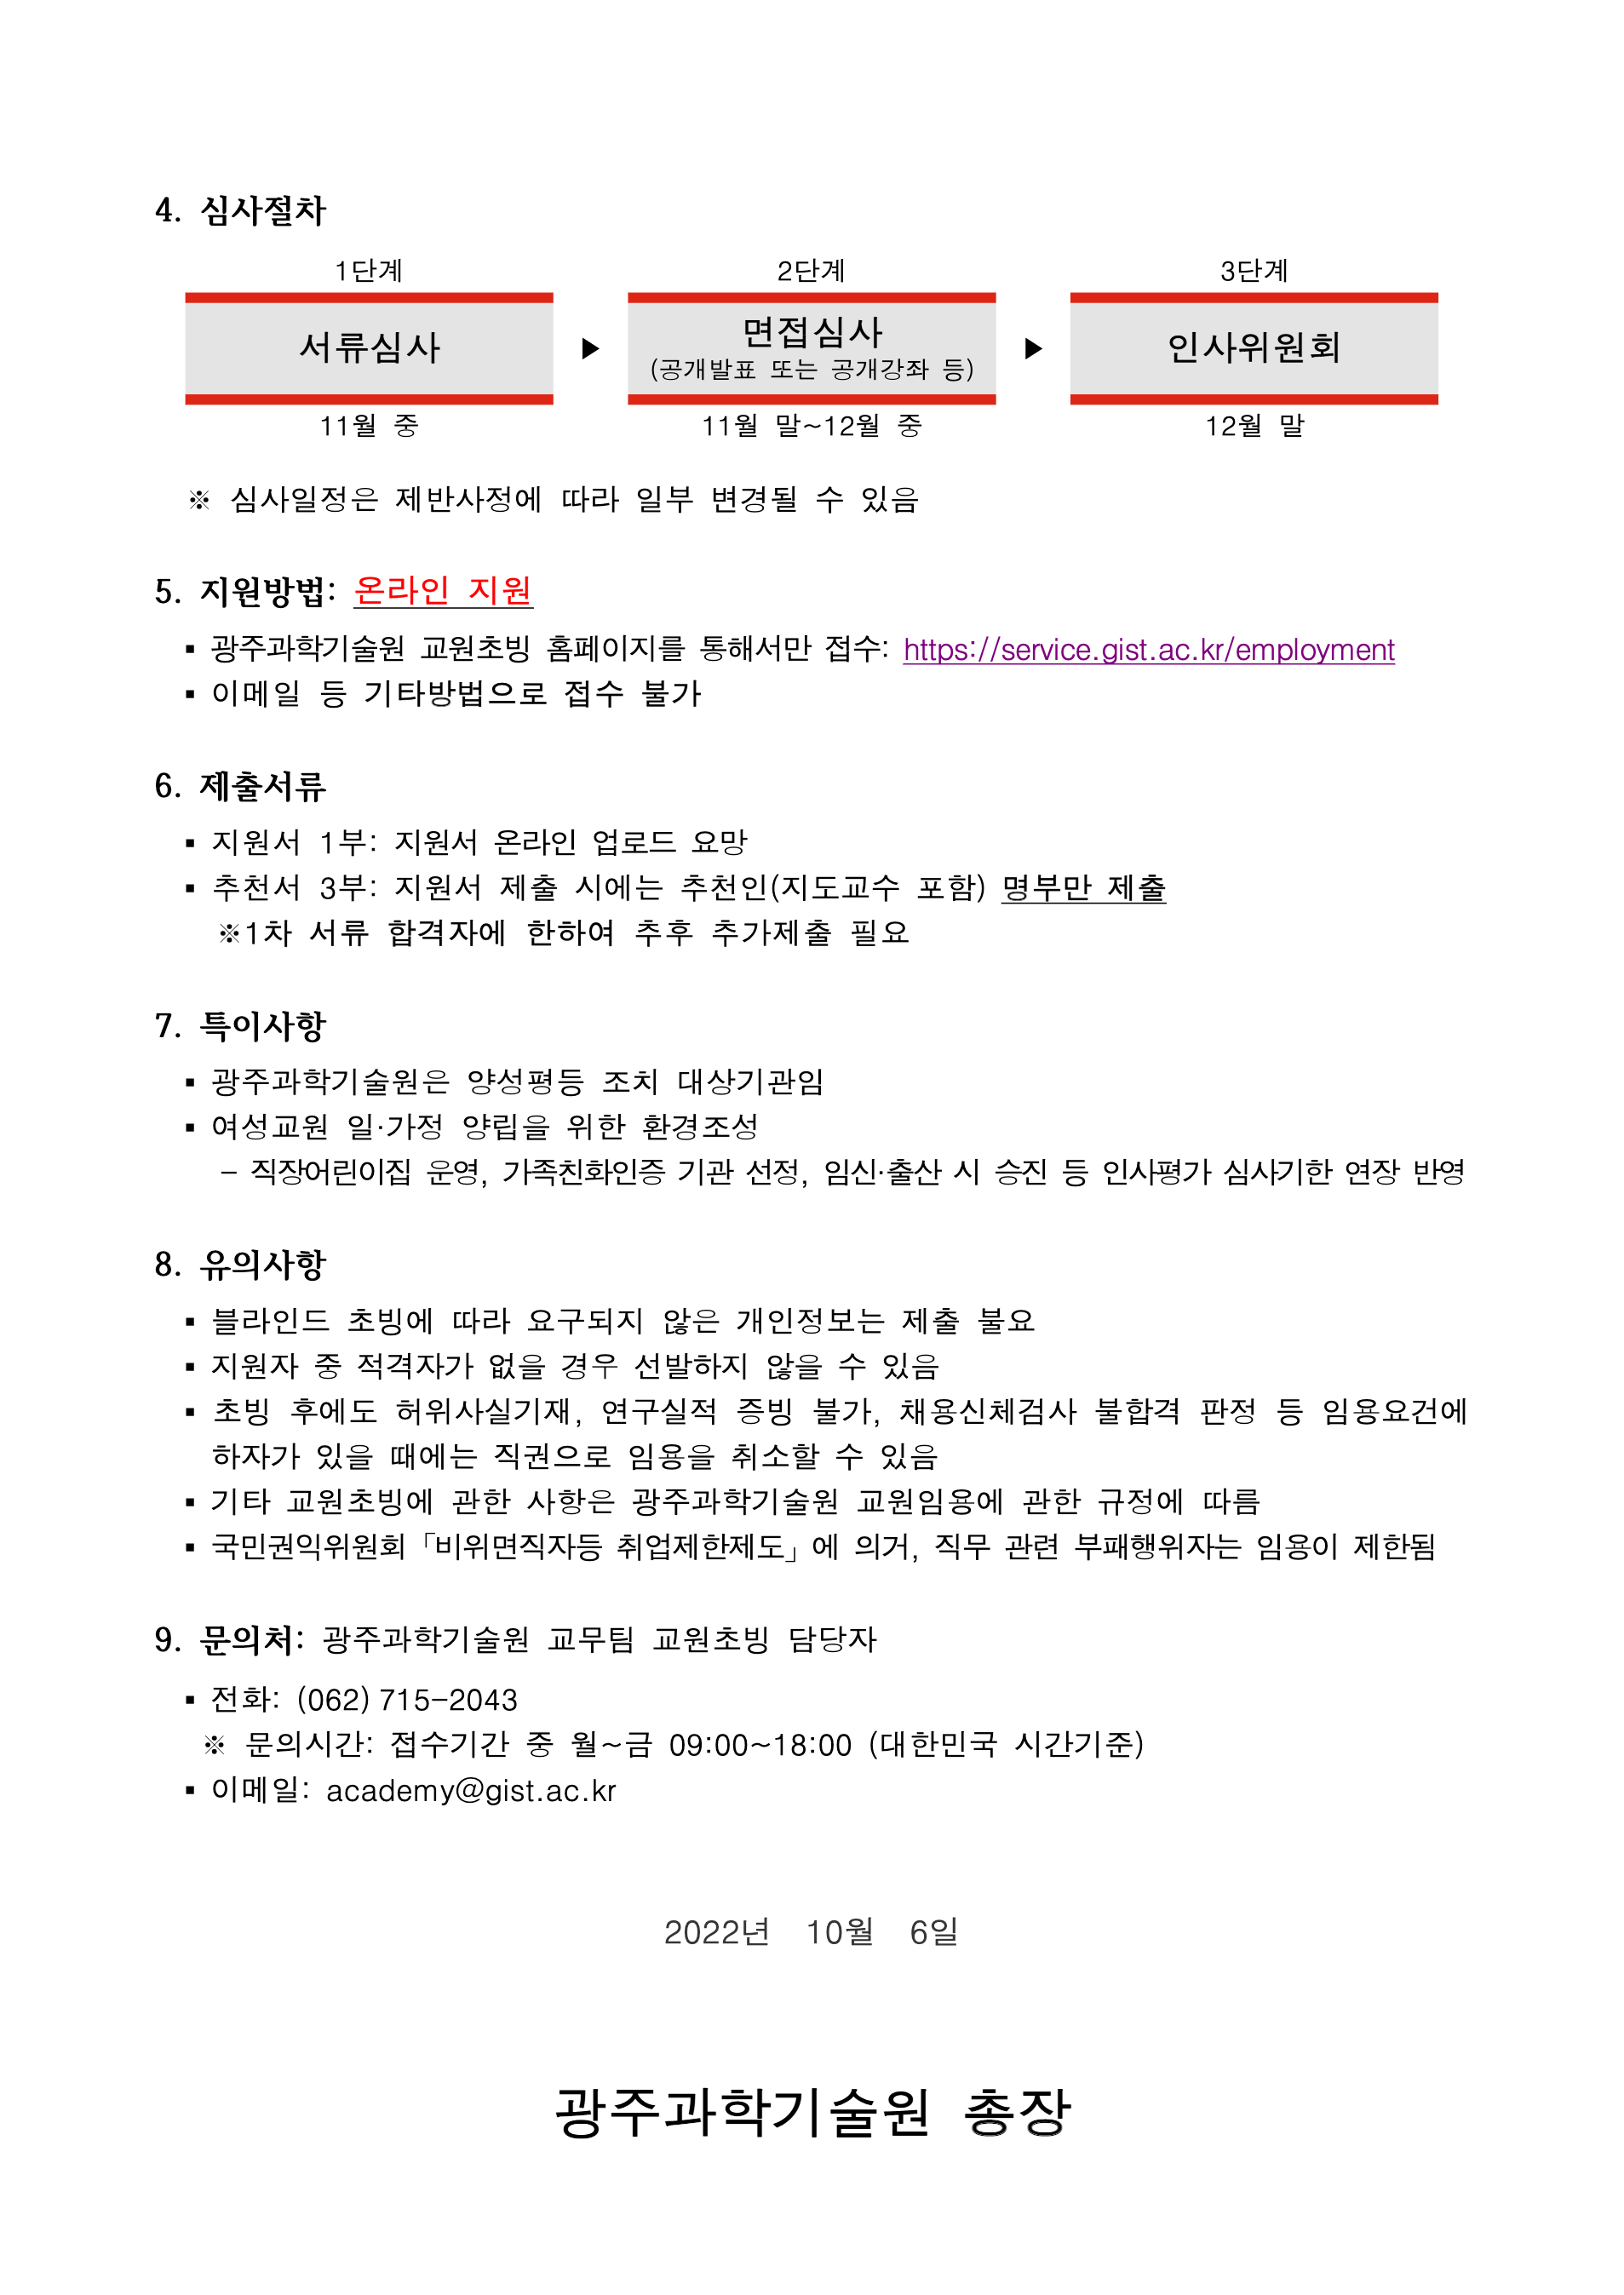 4. 심사절차
1단계
서류심사
11월 중
▶
2단계
면접심사
(공개발표 또는 공개강좌 등)
11월 말~12월 중
▶
3단계
인사위원회
12월 말
※ 심사일정은 제반사정에 따라 일부 변경될 수 있음
5. 지원방법: 온라인 지원
▪ 광주과학기술원 교원초빙 홈페이지를 통해서만 접수: https://service.gist.ac.kr/employment
▪ 이메일 등 기타방법으로 접수 불가
6. 제출서류
▪ 지원서 1부: 지원서 온라인 업로드 요망
▪ 추천서 3부: 지원서 제출 시에는 추천인(지도교수 포함) 명부만 제출
※1차 서류 합격자에 한하여 추후 추가제출 필요
7. 특이사항
▪ 광주과학기술원은 양성평등 조치 대상기관임
▪ 여성교원 일·가정 양립을 위한 환경조성
- 직장어린이집 운영, 가족친화인증 기관 선정, 임신·출산 시 승진 등 인사평가 심사기한 연장 반영
8. 유의사항
▪ 블라인드 초빙에 따라 요구되지 않은 개인정보는 제출 불요
▪ 지원자 중 적격자가 없을 경우 선발하지 않을 수 있음
▪ 초빙 후에도 허위사실기재, 연구실적 증빙 불가, 채용신체검사 불합격 판정 등 임용요건에
하자가 있을 때에는 직권으로 임용을 취소할 수 있음
▪ 기타 교원초빙에 관한 사항은 광주과학기술원 교원임용에 관한 규정에 따름
▪ 국민권익위원회「비위면직자등 취업제한제도」에 의거, 직무 관련 부패행위자는 임용이 제한됨
9. 문의처: 광주과학기술원 교무팀 교원초빙 담당자
▪ 전화: (062) 715-2043
※ 문의시간: 접수기간 중 월~금 09:00~18:00 (대한민국 시간기준)
▪ 이메일: academy@gist.ac.kr
2022년 10월 6일
광주과학기술원 총장